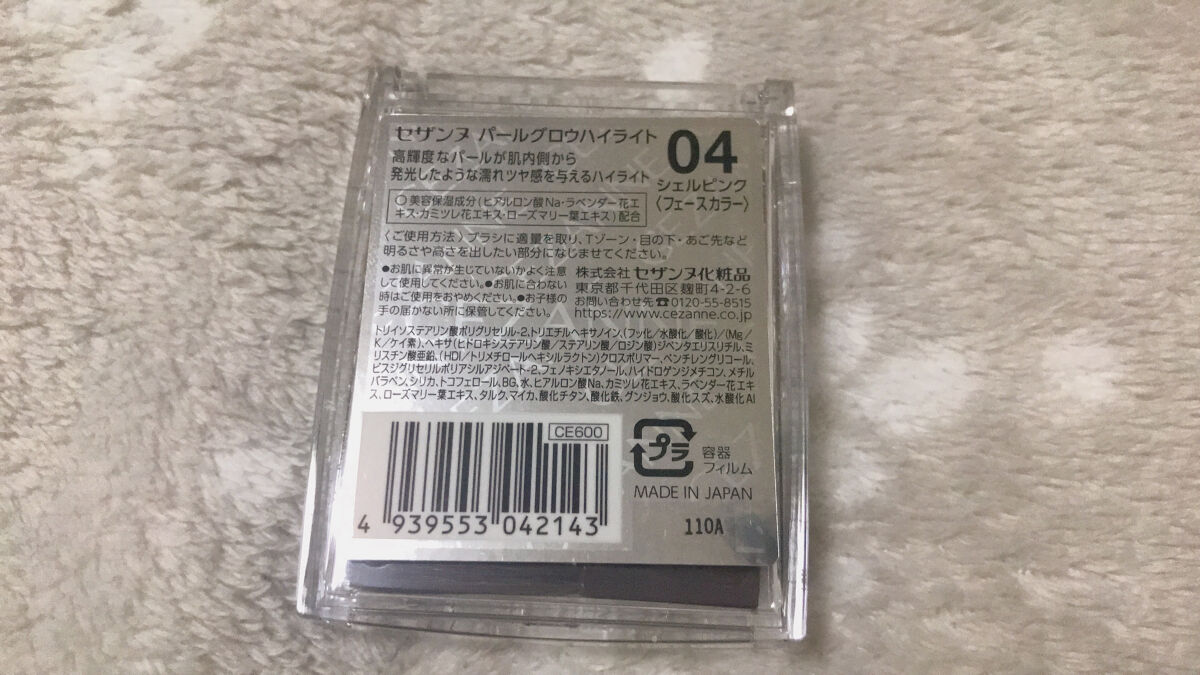 セザンヌ パールグロウハイライト
高輝度なパールが肌内側から
発光したような濡れツヤ感を与えるハイライト
04
シェルピンク
〈フェースカラー〉
○美容保湿成分(ヒアルロン酸Na・ラベンダー花エ
キス・カミツレ花エキス・ローズマリー葉エキス)配合
〈ご使用方法〉ブラシに適量を取り、Tゾーン・目の下・あご先など
明るさや高さを出したい部分になじませてください。
●お肌に異常が生じていないかよく注意
して使用してください。●お肌に合わない
時はご使用をおやめください。●お子様の
手の届かない所に保管してください。
株式会社 セザンヌ化粧品
東京都千代田区麹町4-2-6
お問い合わせ先☎0120-55-8515
https://www.cezanne.co.jp
トリイソステアリン酸ポリグリセリル-2、トリエチルヘキサノイン、(フッ化/水酸化/酸化)/(Mg/
K/ケイ素)、ヘキサ(ヒドロキシステアリン酸/ステアリン酸/ロジン酸)ジペンタエリスリチル、ミ
リスチン酸亜鉛、(HDI/トリメチロールヘキシルラクトン)クロスポリマー、ペンチレングリコール、
ビスジグリセリルポリアシルアジペート-2、フェノキシエタノール、ハイドロゲンジメチコン、メチル
パラベン、シリカ、トコフェロール、BG、水、ヒアルロン酸Na、カミツレ花エキス、ラベンダー花エキ
ス、ローズマリー葉エキス、タルク、マイカ、酸化チタン、酸化鉄、グンジョウ、酸化スズ、水酸化Al
CE600
4 939553 042143
プラ
容器
フィルム
MADE IN JAPAN
110A